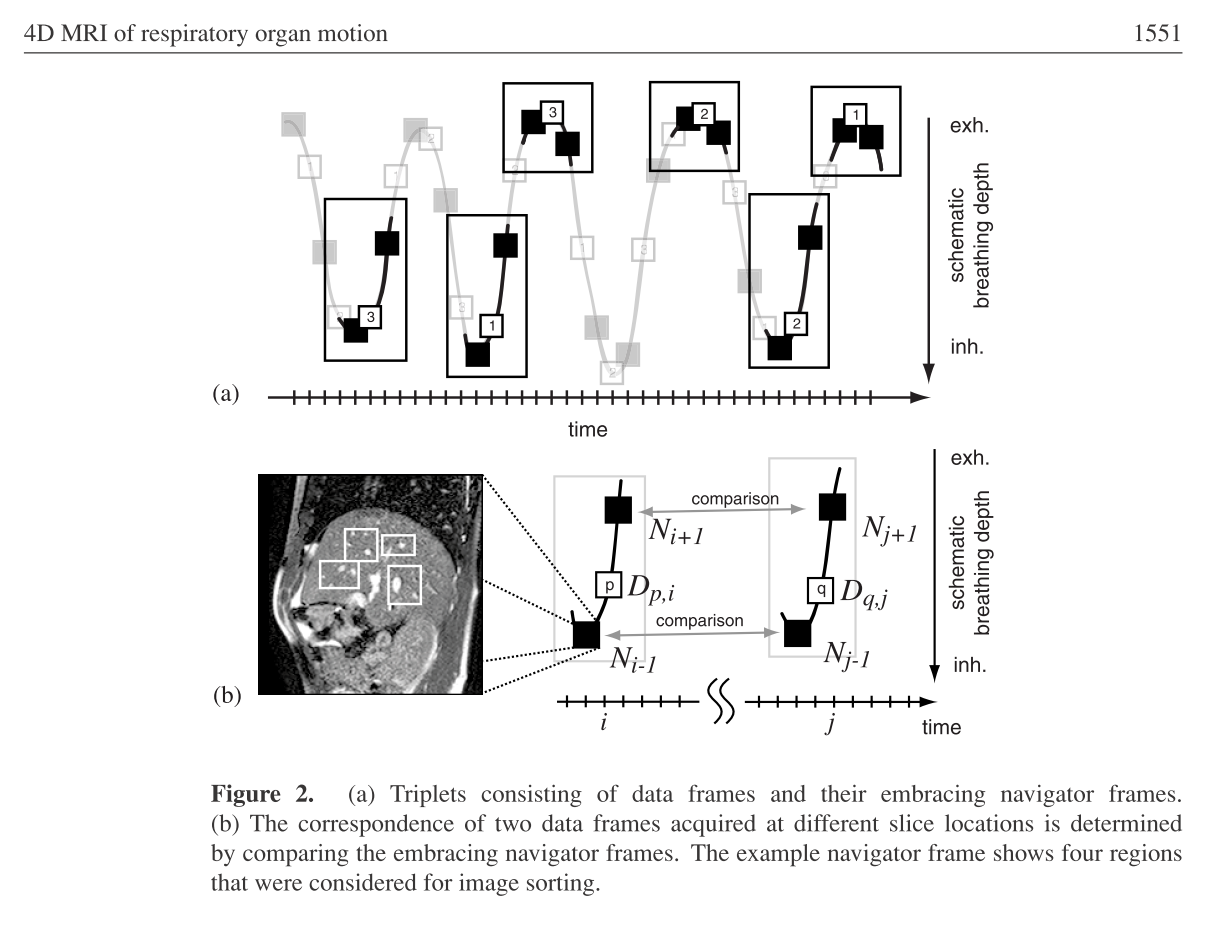 4D MRI of respiratory organ motion 1551
3 2 1
exh.
1 2
1
2 3 2
schematic
breathing depth
3 1 3
3 1 2
inh.
(a)
time
exh.
comparison
N_{i+1} N_{j+1}
schematic
breathing depth
p D_{p,i} q D_{q,j}
comparison
N_{i-1} N_{j-1}
inh.
(b)
i j time
Figure 2. (a) Triplets consisting of data frames and their embracing navigator frames.
(b) The correspondence of two data frames acquired at different slice locations is determined
by comparing the embracing navigator frames. The example navigator frame shows four regions
that were considered for image sorting.